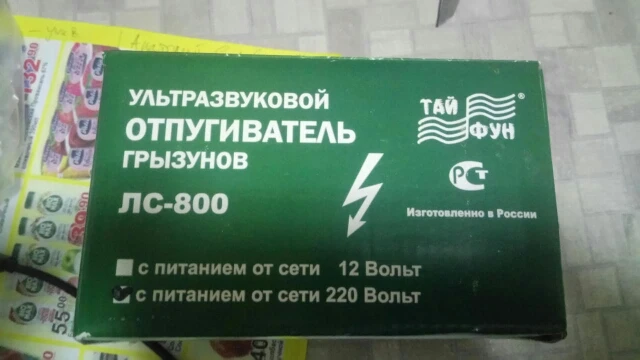 УЛЬТРАЗВУКОВОЙ
ОТПУГИВАТЕЛЬ
ГРЫЗУНОВ
ЛС-800
ТАЙ
ФУН
®
РСТ
Изготовленно в России
с питанием от сети 12 Вольт
с питанием от сети 220 Вольт